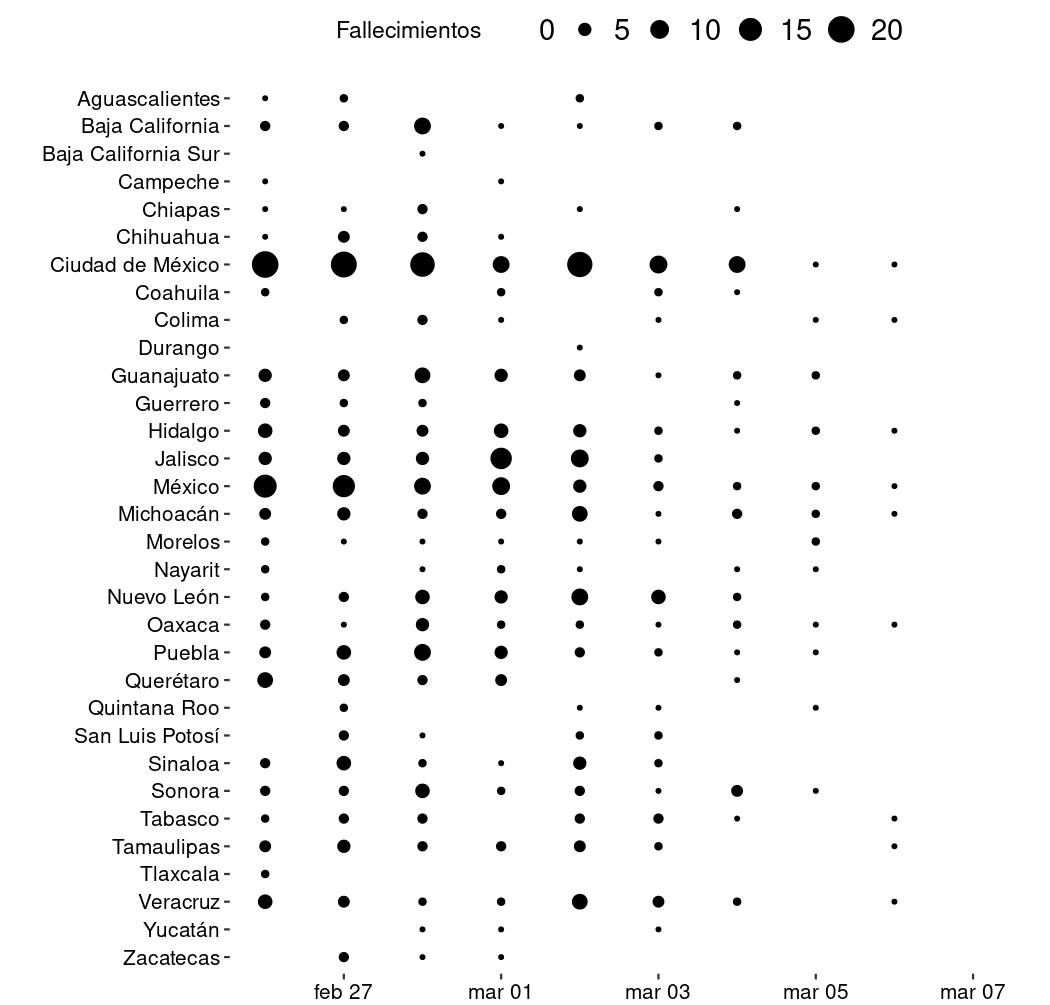 Fallecimientos 0 5 10 15 20
Aguascalientes
Baja California
Baja California Sur
Campeche
Chiapas
Chihuahua
Ciudad de México
Coahuila
Colima
Durango
Guanajuato
Guerrero
Hidalgo
Jalisco
México
Michoacán
Morelos
Nayarit
Nuevo León
Oaxaca
Puebla
Querétaro
Quintana Roo
San Luis Potosí
Sinaloa
Sonora
Tabasco
Tamaulipas
Tlaxcala
Veracruz
Yucatán
Zacatecas
feb 27 mar 01 mar 03 mar 05 mar 07